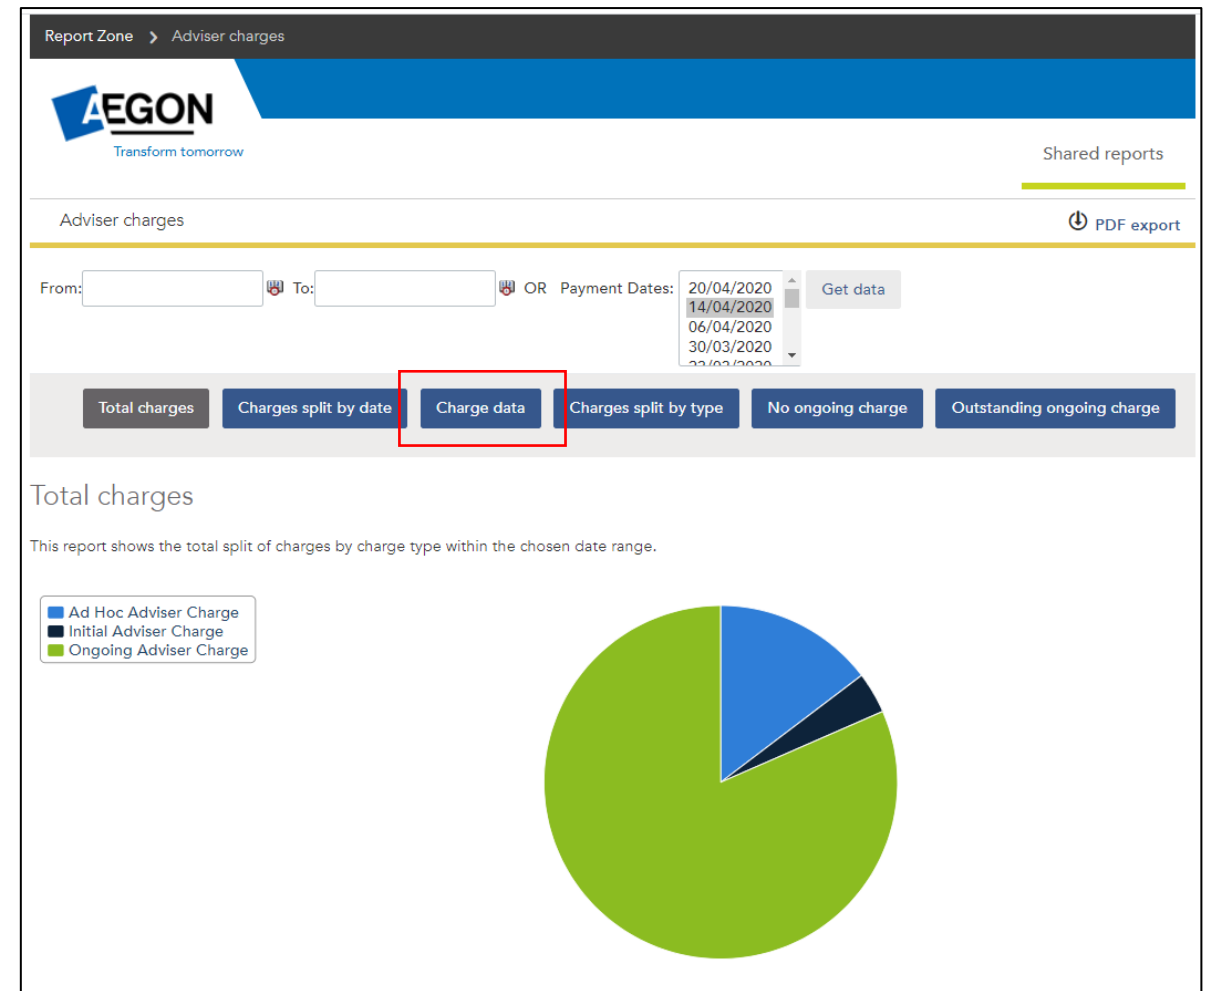 Report Zone > Adviser charges
AEGON
Transform tomorrow
Shared reports
Adviser charges
PDF export
From: To: OR Payment Dates: 20/04/2020 Get data
14/04/2020
06/04/2020
30/03/2020
Total charges Charges split by date Charge data Charges split by type No ongoing charge Outstanding ongoing charge
Total charges
This report shows the total split of charges by charge type within the chosen date range.
Ad Hoc Adviser Charge
Initial Adviser Charge
Ongoing Adviser Charge